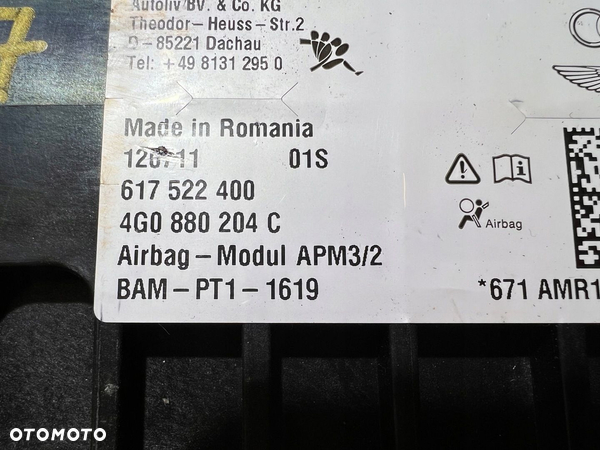 Autoliv BV. & Co. KG
Theodor-Heuss-Str.2
D-85221 Dachau
Tel: +49 8131 295 0
Made in Romania
01S
617 522 400
4G0 880 204 C
Airbag-Modul APM3/2
BAM-PT1-1619
Airbag
*671 AMR1
7
OTOMOTO